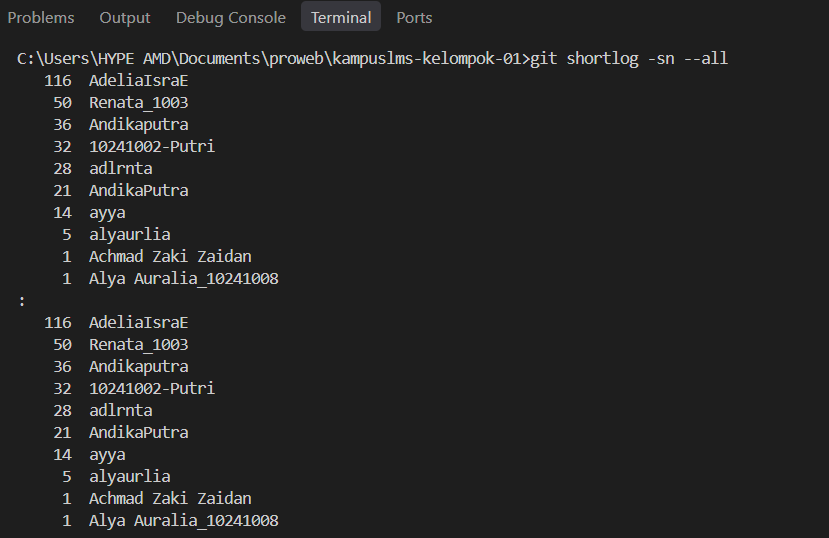 Problems Output Debug Console Terminal Ports
C:\Users\HYPE AMD\Documents\proweb\kampuslms-kelompok-01>git shortlog -sn --all
116 AdeliaIsraE
50 Renata_1003
36 Andikaputra
32 10241002-Putri
28 adlrnta
21 AndikaPutra
14 ayya
5 alyaurlia
1 Achmad Zaki Zaidan
1 Alya Auralia_10241008
:
116 AdeliaIsraE
50 Renata_1003
36 Andikaputra
32 10241002-Putri
28 adlrnta
21 AndikaPutra
14 ayya
5 alyaurlia
1 Achmad Zaki Zaidan
1 Alya Auralia_10241008